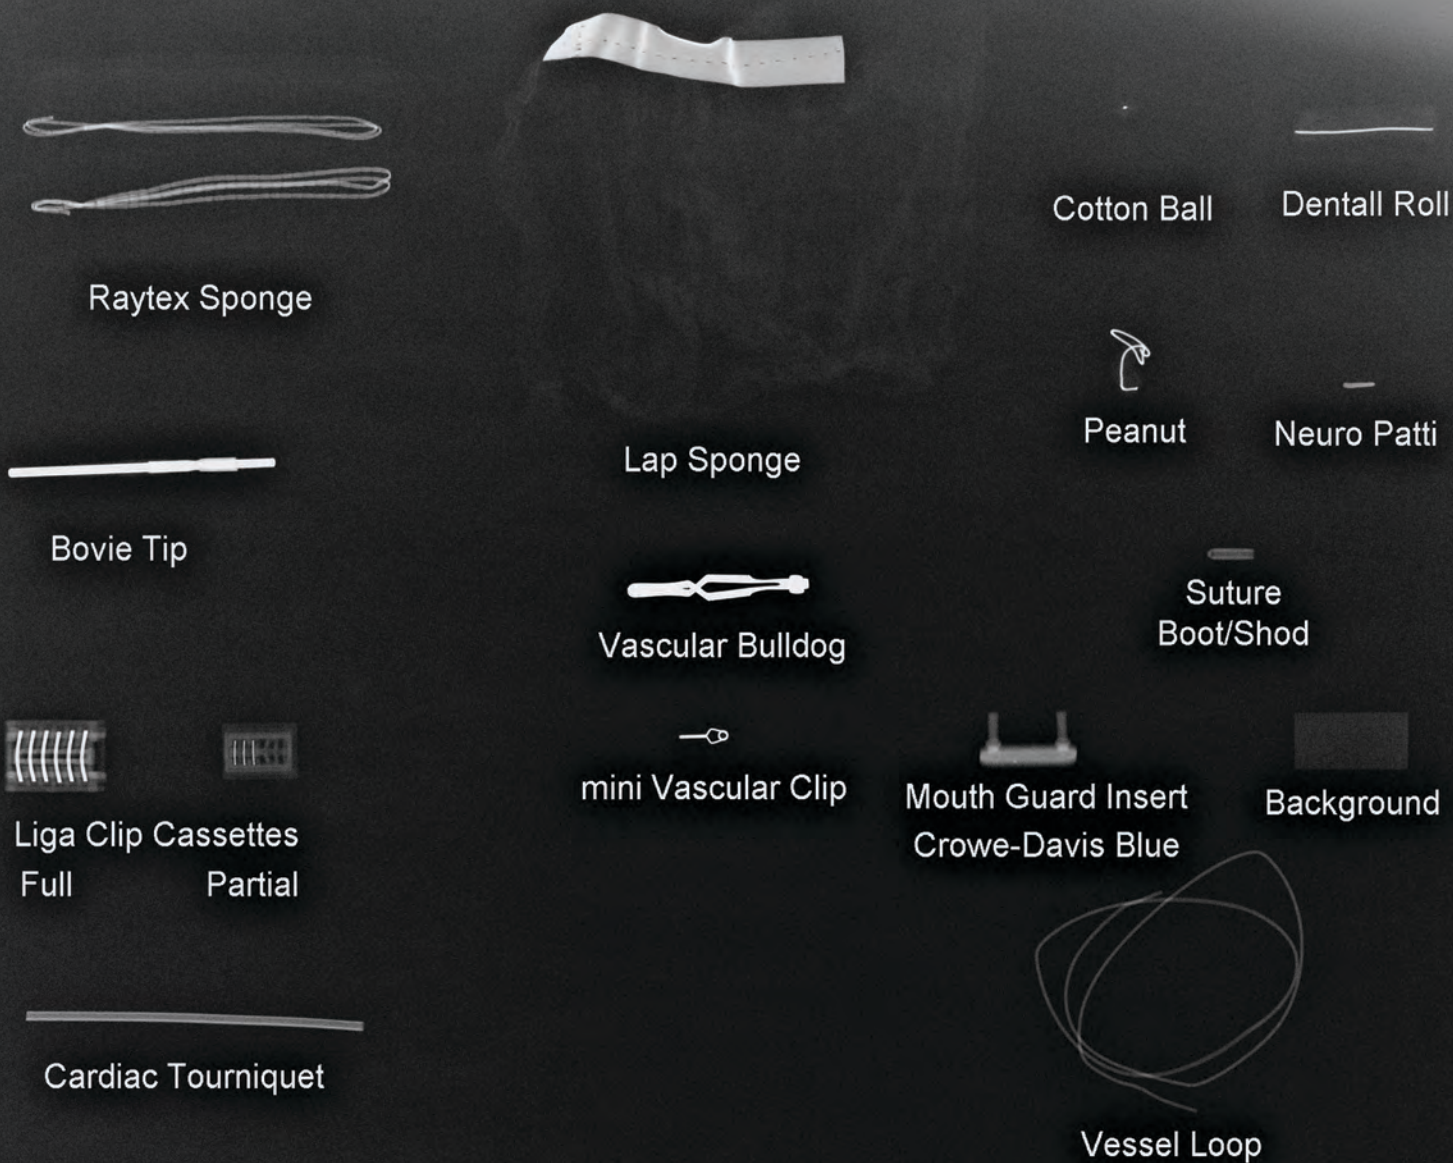 Cotton Ball
Dentall Roll
Raytex Sponge
Peanut
Neuro Patti
Lap Sponge
Bovie Tip
Suture
Boot/Shod
Vascular Bulldog
mini Vascular Clip
Mouth Guard Insert
Crowe-Davis Blue
Background
Liga Clip Cassettes
Full
Partial
Cardiac Tourniquet
Vessel Loop